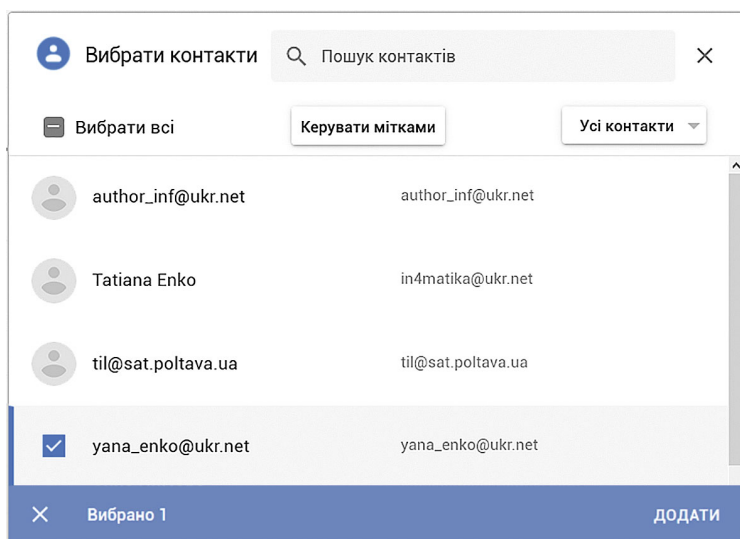 Вибрати контакти
Пошук контактів
Вибрати всі
Керувати мітками
Усі контакти
author_inf@ukr.net author_inf@ukr.net
Tatiana Enko in4matika@ukr.net
til@sat.poltava.ua til@sat.poltava.ua
yana_enko@ukr.net yana_enko@ukr.net
Вибрано 1
ДОДАТИ